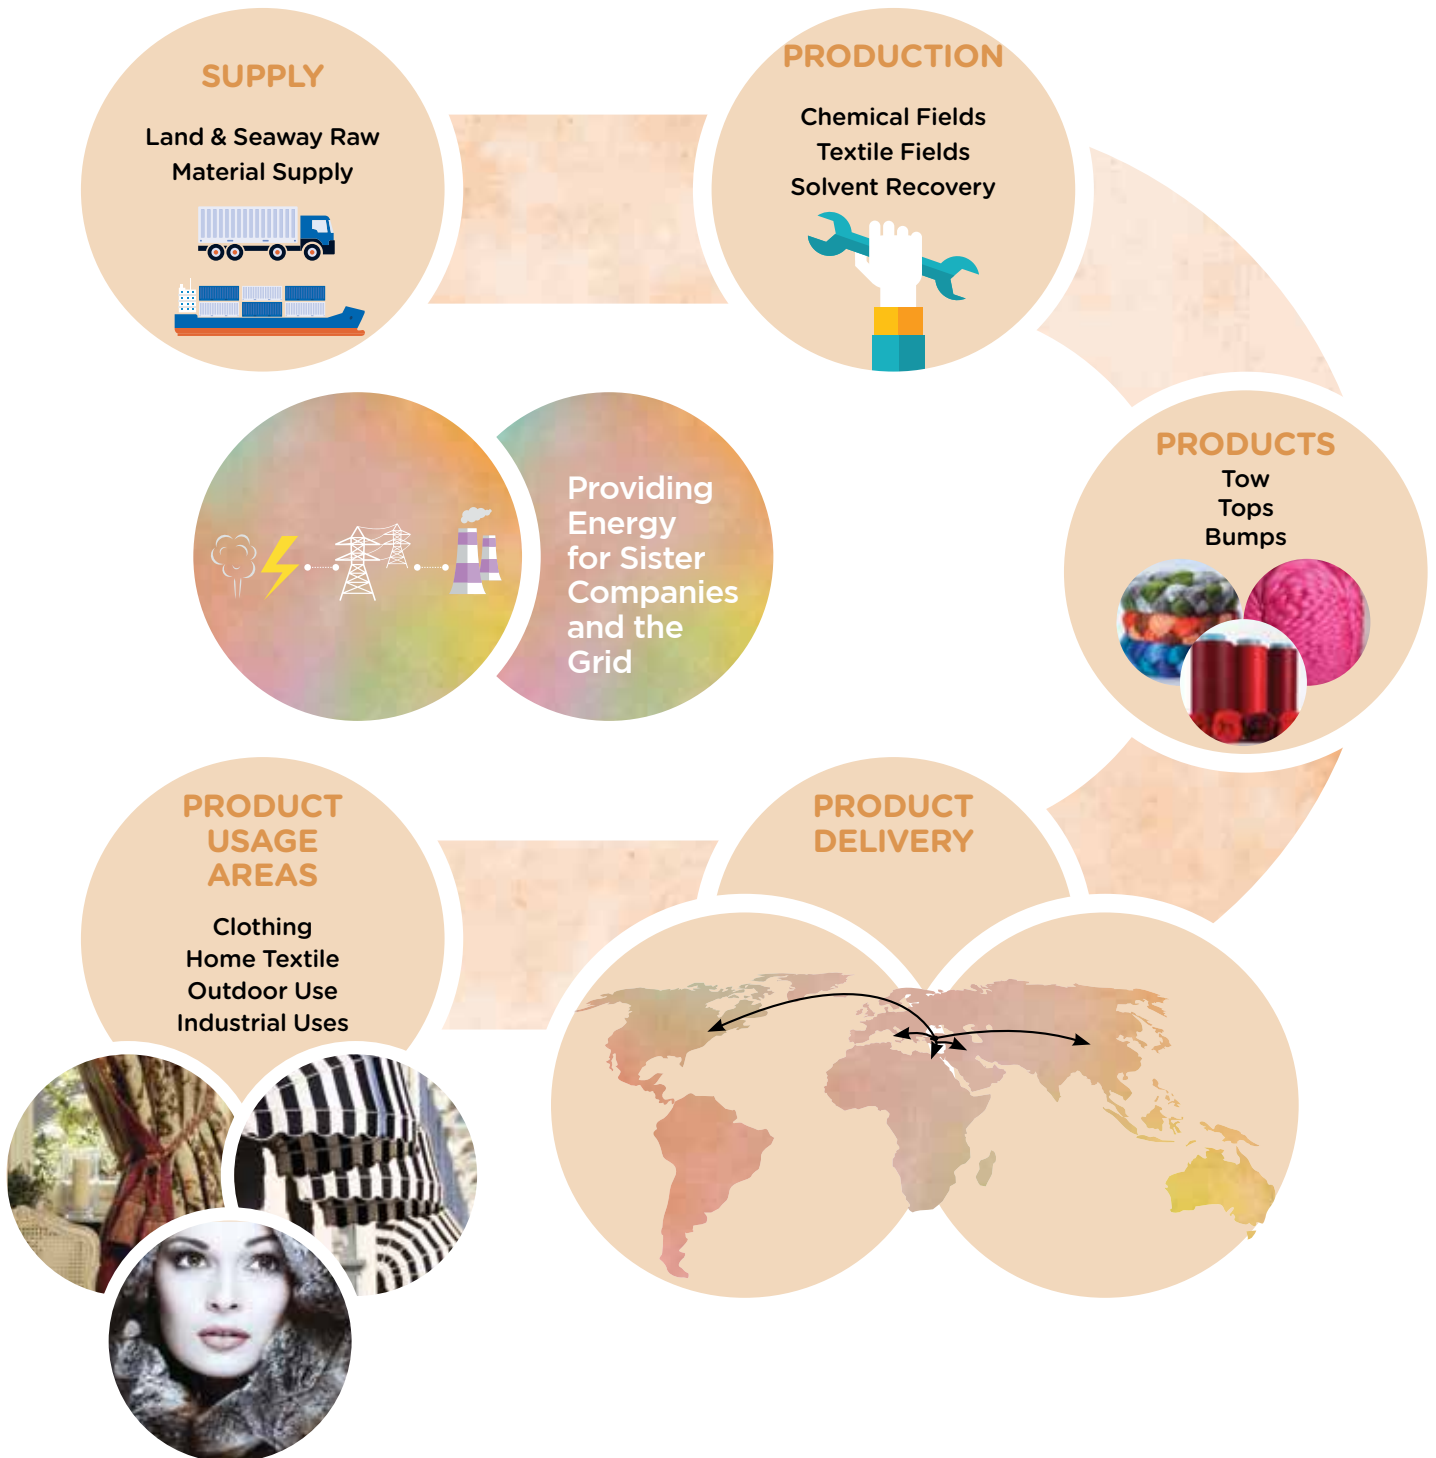 SUPPLY
Land & Seaway Raw
Material Supply
PRODUCTION
Chemical Fields
Textile Fields
Solvent Recovery
PRODUCTS
Tow
Tops
Bumps
Providing
Energy
for Sister
Companies
and the
Grid
PRODUCT
DELIVERY
PRODUCT
USAGE
AREAS
Clothing
Home Textile
Outdoor Use
Industrial Uses